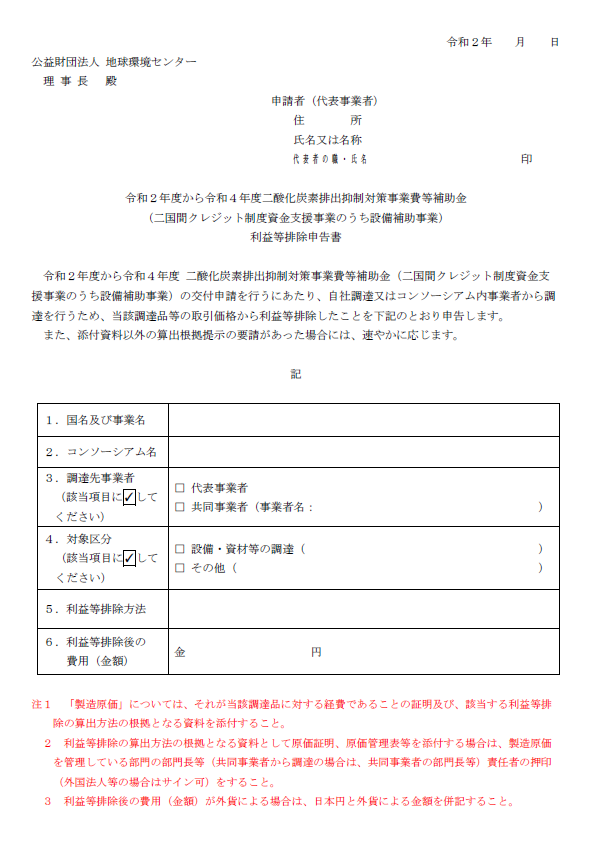 令和２年　　月　　日
公益財団法人 地球環境センター
理 事 長　殿
申請者（代表事業者）
住　　　　所
氏名又は名称
代表者の職・氏名　　　　　　　　　　　　印
令和２年度から令和４年度二酸化炭素排出抑制対策事業費等補助金
（二国間クレジット制度資金支援事業のうち設備補助事業）
利益等排除申告書
令和２年度から令和４年度 二酸化炭素排出抑制対策事業費等補助金（二国間クレジット制度資金支
援事業のうち設備補助事業）の交付申請を行うにあたり、自社調達又はコンソーシアム内事業者から調
達を行うため、当該調達品等の取引価格から利益等排除したことを下記のとおり申告します。
また、添付資料以外の算出根拠提示の要請があった場合には、速やかに応じます。
記
１．国名及び事業名
２．コンソーシアム名
３．調達先事業者
（該当項目に✓して
ください）
□ 代表事業者
□ 共同事業者（事業者名：　　　　　　　　　　）
４．対象区分
（該当項目に✓して
ください）
□ 設備・資材等の調達（　　　　　　　　　　）
□ その他（　　　　　　　　　　）
５．利益等排除方法
６．利益等排除後の
費用（金額）
金　　　　　　　　　　円
注１　「製造原価」については、それが当該調達品に対する経費であることの証明及び、該当する利益等排
除の算出方法の根拠となる資料を添付すること。
２　利益等排除の算出方法の根拠となる資料として原価証明、原価管理表等を添付する場合は、製造原価
を管理している部門の部門長等（共同事業者から調達の場合は、共同事業者の部門長等）責任者の押印
（外国法人等の場合はサイン可）をすること。
３　利益等排除後の費用（金額）が外貨による場合は、日本円と外貨による金額を併記すること。